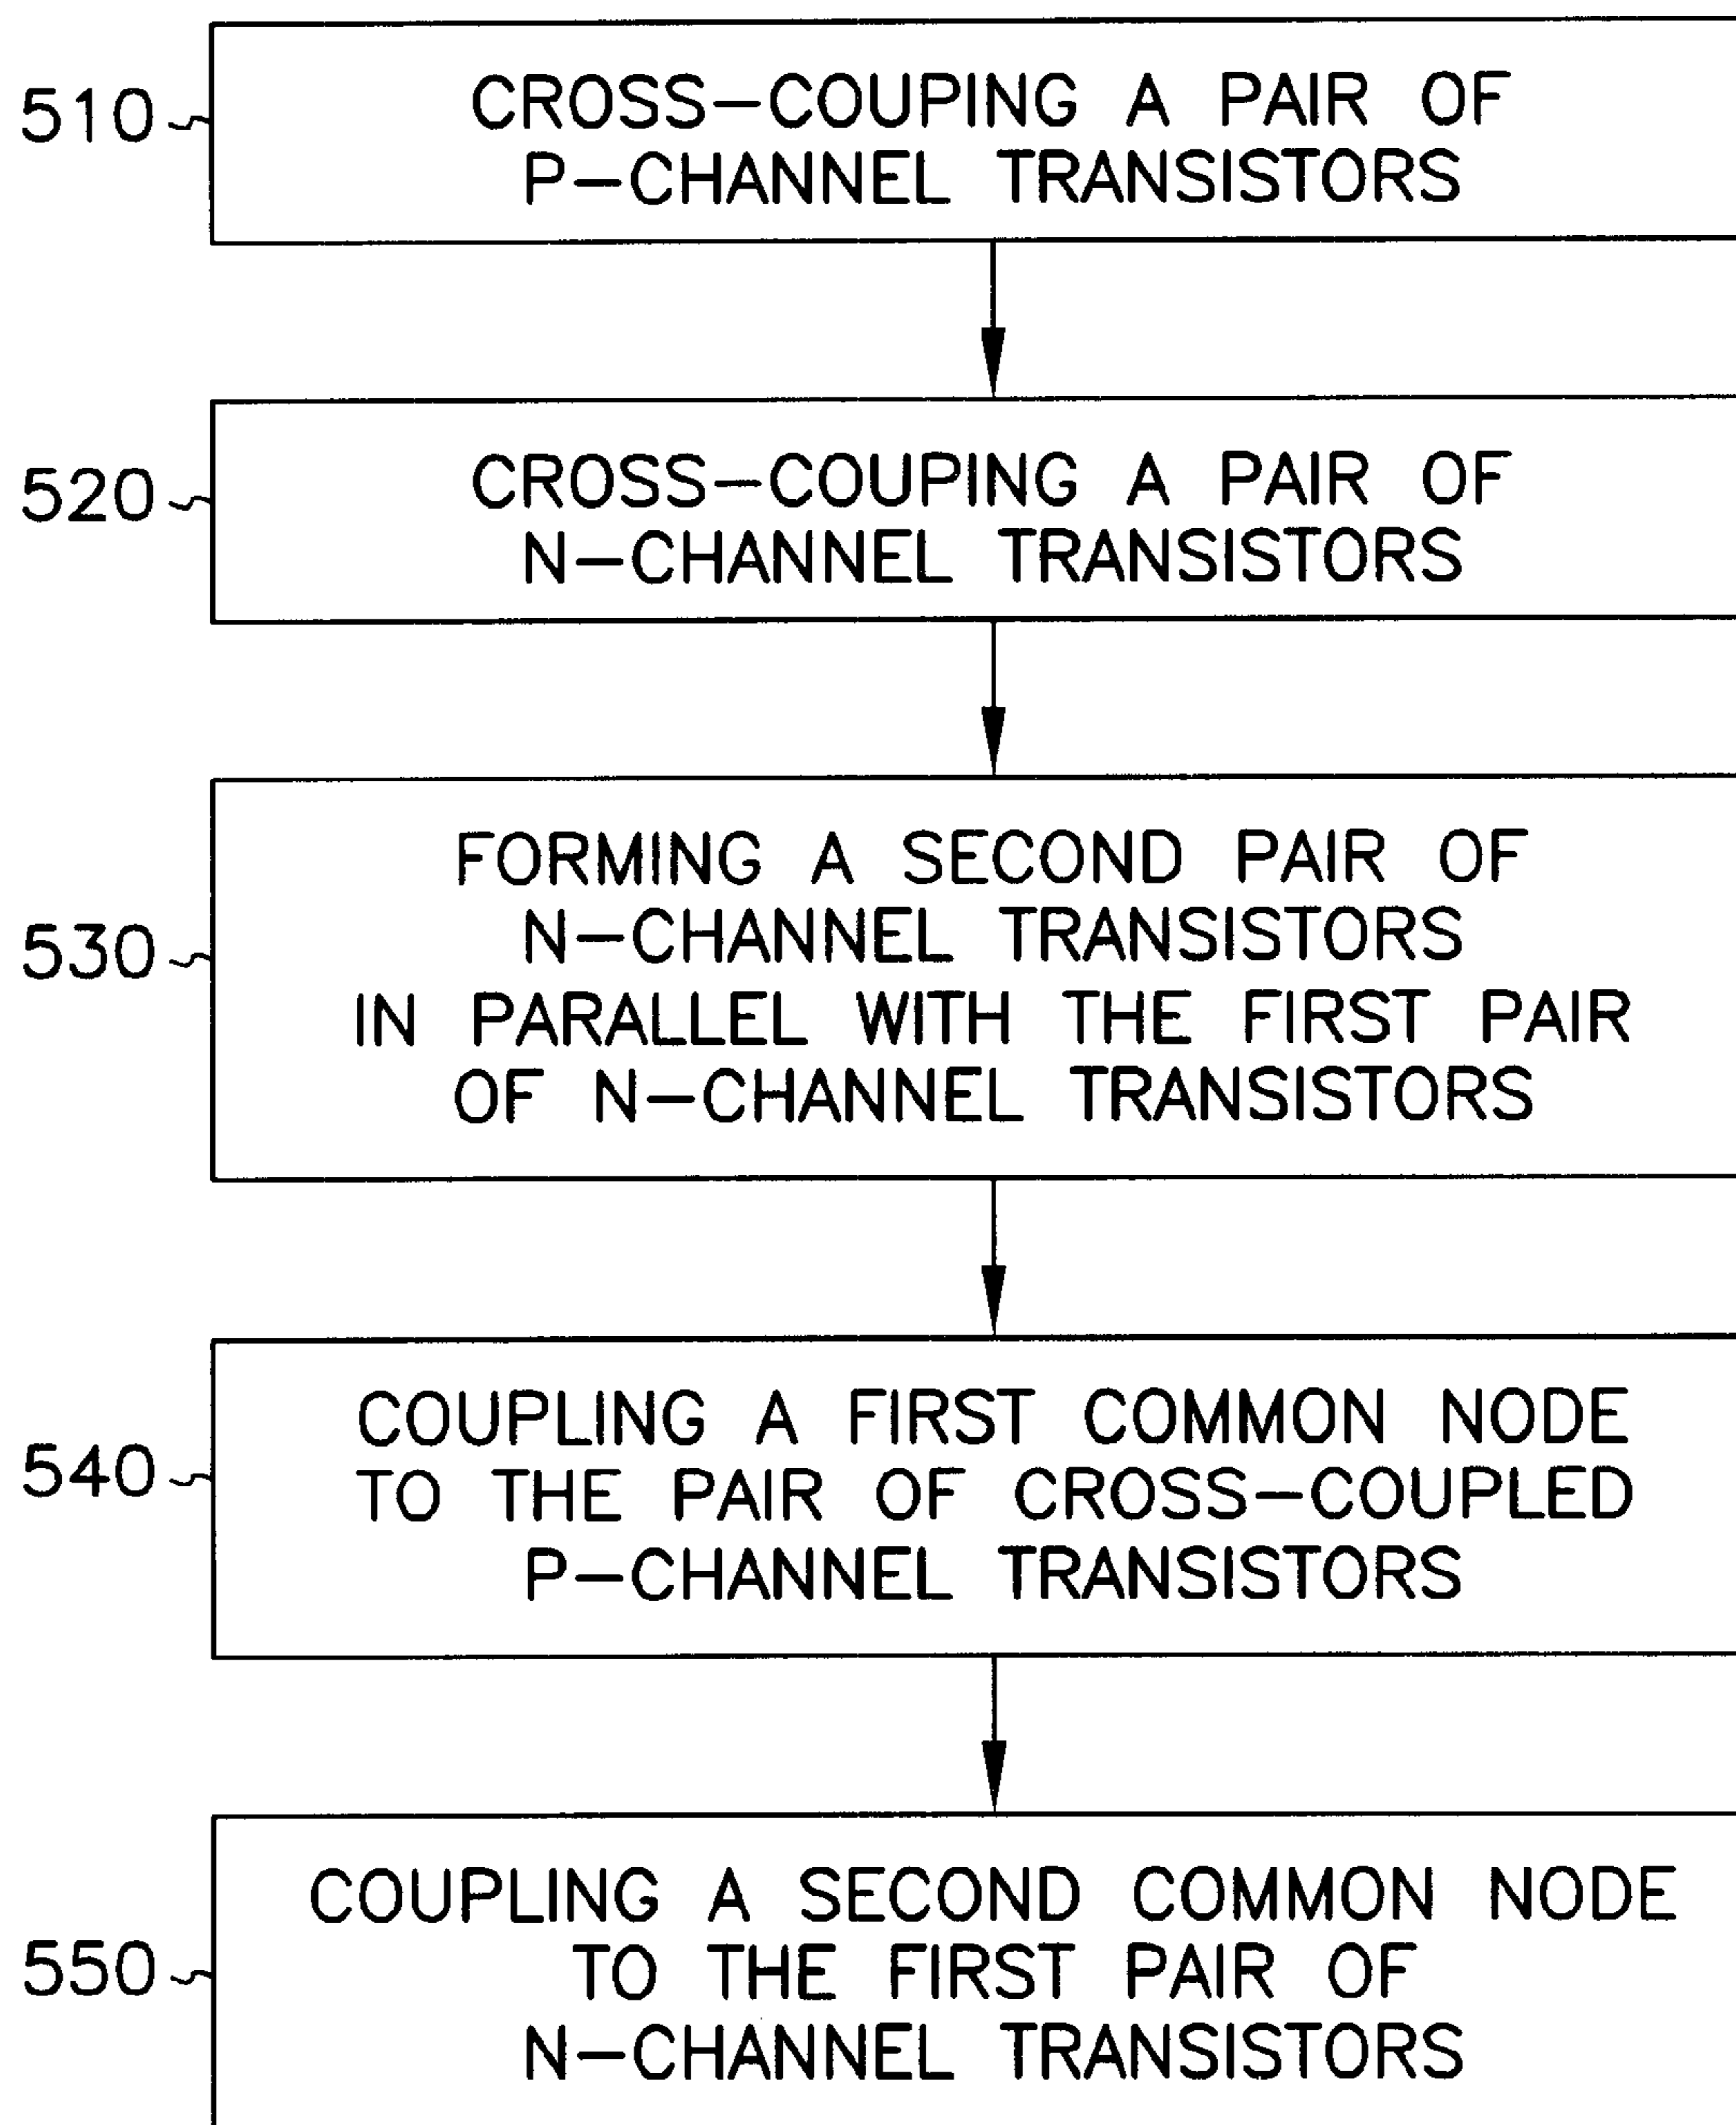 510
CROSS-COUPING A PAIR OF
P-CHANNEL TRANSISTORS
520
CROSS-COUPING A PAIR OF
N-CHANNEL TRANSISTORS
530
FORMING A SECOND PAIR OF
N-CHANNEL TRANSISTORS
IN PARALLEL WITH THE FIRST PAIR
OF N-CHANNEL TRANSISTORS
540
COUPLING A FIRST COMMON NODE
TO THE PAIR OF CROSS-COUPLED
P-CHANNEL TRANSISTORS
550
COUPLING A SECOND COMMON NODE
TO THE FIRST PAIR OF
N-CHANNEL TRANSISTORS